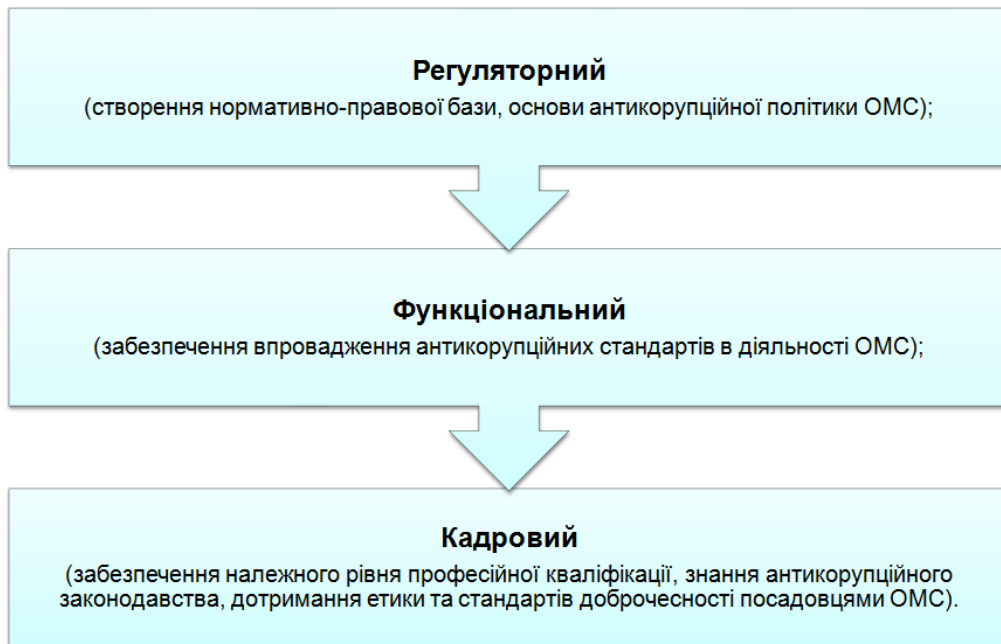 Регуляторний
(створення нормативно-правової бази, основи антикорупційної політики ОМС);
Функціональний
(забезпечення впровадження антикорупційних стандартів в діяльності ОМС);
Кадровий
(забезпечення належного рівня професійної кваліфікації, знання антикорупційного
законодавства, дотримання етики та стандартів доброчесності посадовцями ОМС).